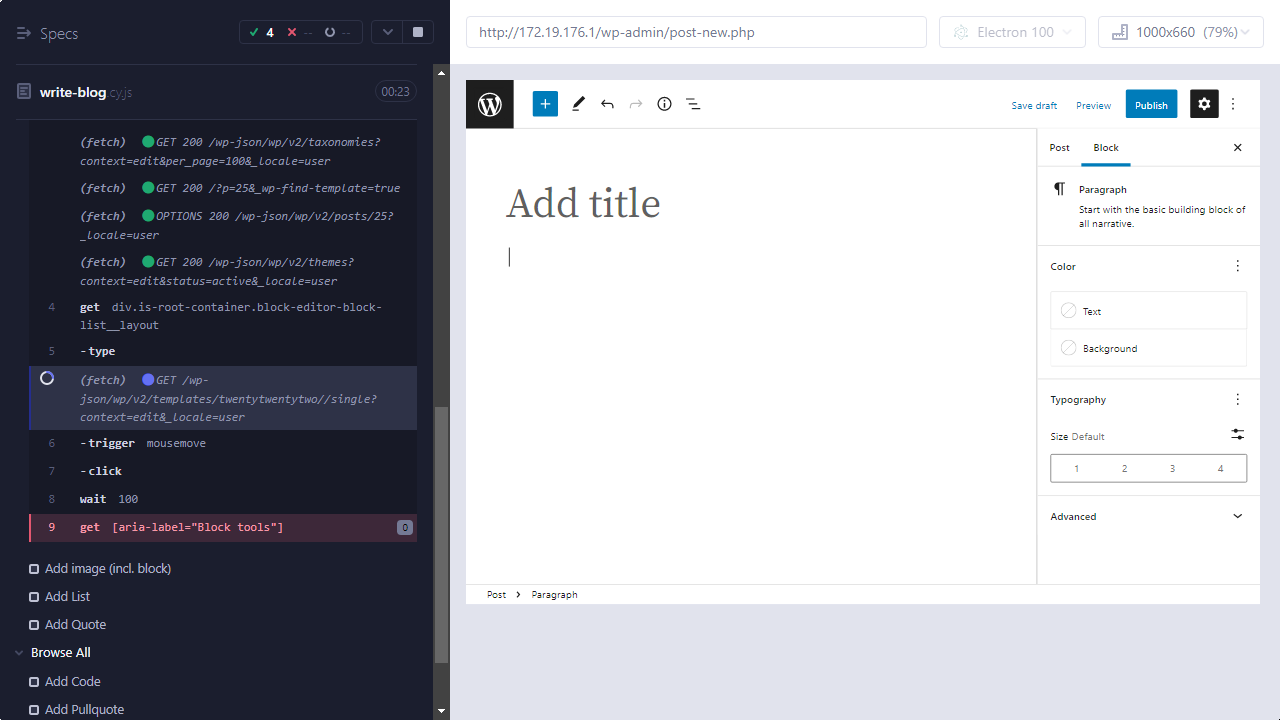 Specs
4
--
--
write-blog.cy.js
00:23
(fetch) GET 200 /wp-json/wp/v2/taxonomies?
context=edit&per_page=100&_locale=user
(fetch) GET 200 /?p=25&_wp-find-template=true
(fetch) OPTIONS 200 /wp-json/wp/v2/posts/25?
_locale=user
(fetch) GET 200 /wp-json/wp/v2/themes?
context=edit&status=active&_locale=user
4 get div.is-root-container.block-editor-block-
list__layout
5 -type
(fetch) GET /wp-
json/wp/v2/templates/twentytwentytwo//single?
context=edit&_locale=user
6 -trigger mousemove
7 -click
8 wait 100
9 get [aria-label="Block tools"] 0
Add image (incl. block)
Add List
Add Quote
Browse All
Add Code
Add Pullquote
http://172.19.176.1/wp-admin/post-new.php
Electron 100
1000x660 (79%)
Save draft
Preview
Publish
Add title
Post
Block
Paragraph
Start with the basic building block of
all narrative.
Color
Text
Background
Typography
Size Default
1 2 3 4
Advanced
Post
Paragraph